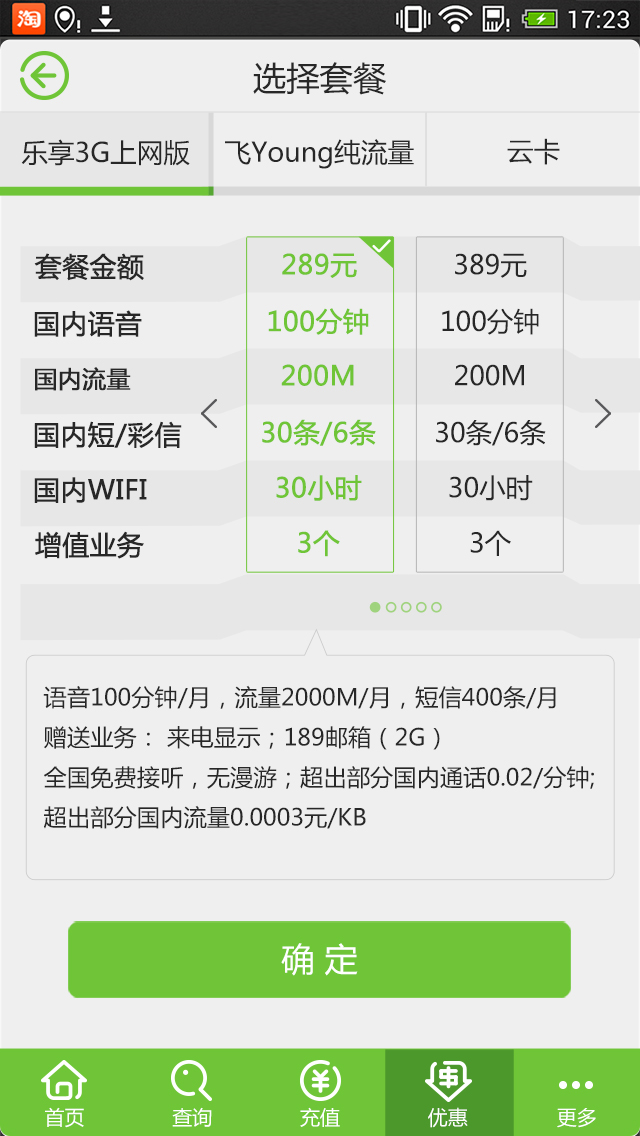 淘 17:23
选择套餐
乐享3G上网版 飞Young纯流量 云卡
套餐金额 289元 389元
国内语音 100分钟 100分钟
国内流量 200M 200M
国内短/彩信 30条/6条 30条/6条
国内WIFI 30小时 30小时
增值业务 3个 3个
语音100分钟/月，流量2000M/月，短信400条/月
赠送业务： 来电显示；189邮箱（2G）
全国免费接听，无漫游；超出部分国内通话0.02/分钟;
超出部分国内流量0.0003元/KB
确 定
首页 查询 充值 优惠 更多